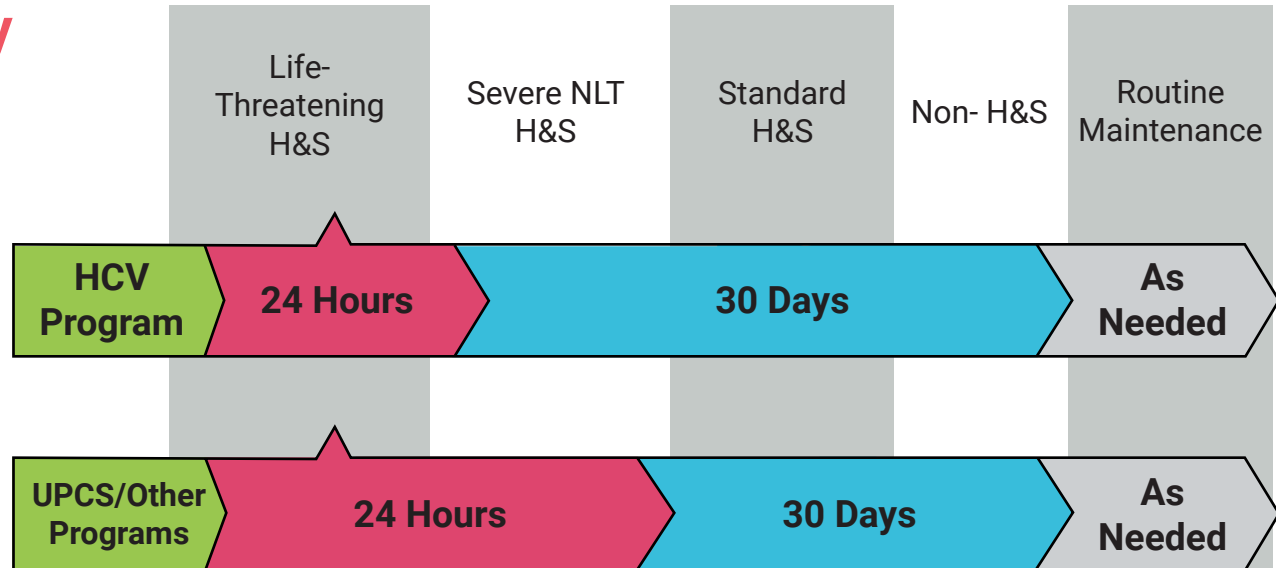 y
Life-
Threatening
H&S
Severe NLT
H&S
Standard
H&S
Non- H&S
Routine
Maintenance
HCV
Program
24 Hours
30 Days
As
Needed
UPCS/Other
Programs
24 Hours
30 Days
As
Needed